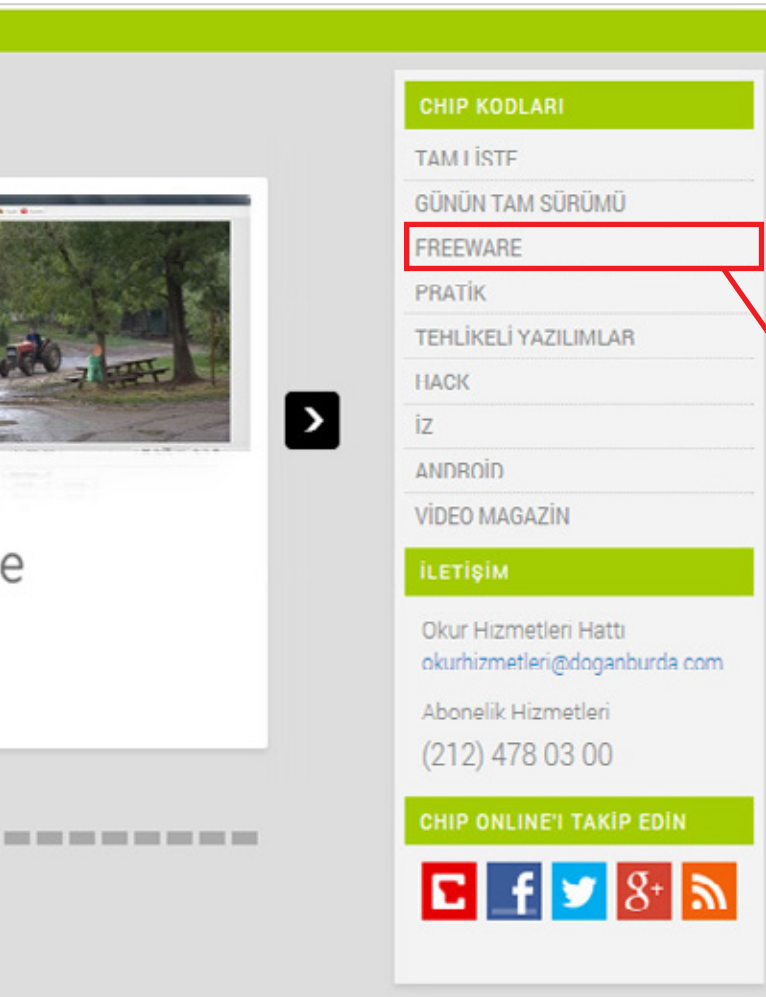 CHIP KODLARI
TAM LİSTE
GÜNÜN TAM SÜRÜMÜ
FREEWARE
PRATİK
TEHLİKELİ YAZILIMLAR
HACK
İZ
ANDROİD
VİDEO MAGAZİN
e
İLETİŞİM
Okur Hizmetleri Hattı
okurhizmetleri@doganburda.com
Abonelik Hizmetleri
(212) 478 03 00
CHIP ONLINE'I TAKİP EDİN
f
g+